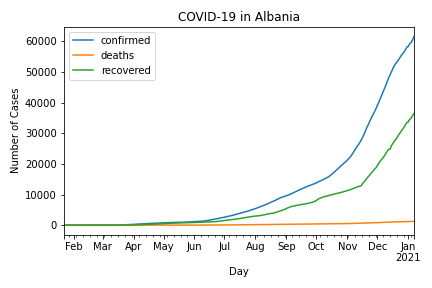 COVID-19 in Albania
confirmed
deaths
recovered
Number of Cases
60000
50000
40000
30000
20000
10000
0
Feb Mar Apr May Jun Jul Aug Sep Oct Nov Dec Jan
2021
Day